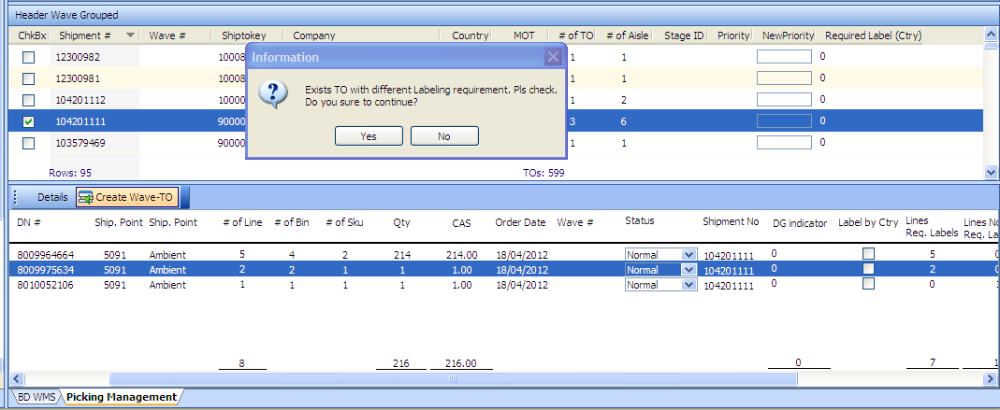 Header Wave Grouped
ChkBx Shipment # Wave # Shiptokey Company Country MOT # of TO # of Aisle Stage ID Priority NewPriority Required Label (Ctry)
12300982 10008 1 1 0
12300981 10008 1 1 0
104201112 10000 1 2 0
104201111 90000 3 6 0
103579469 90000 1 1 0
Rows: 95 TOs: 599
Information
Exists TO with different Labeling requirement. Pls check.
Do you sure to continue?
Yes No
Details Create Wave-TO
DN # Ship. Point Ship. Point # of Line # of Bin # of Sku Qty CAS Order Date Wave # Status Shipment No DG indicator Label by Ctry Lines Req. Labels Lines No Req. La
8009964664 5091 Ambient 5 4 2 214 214.00 18/04/2012 Normal 104201111 0 5
8009975634 5091 Ambient 2 2 1 1 1.00 18/04/2012 Normal 104201111 0 2
8010052106 5091 Ambient 1 1 1 1 1.00 18/04/2012 Normal 104201111 0 0
8 216 216.00 0 7 1
BD WMS Picking Management